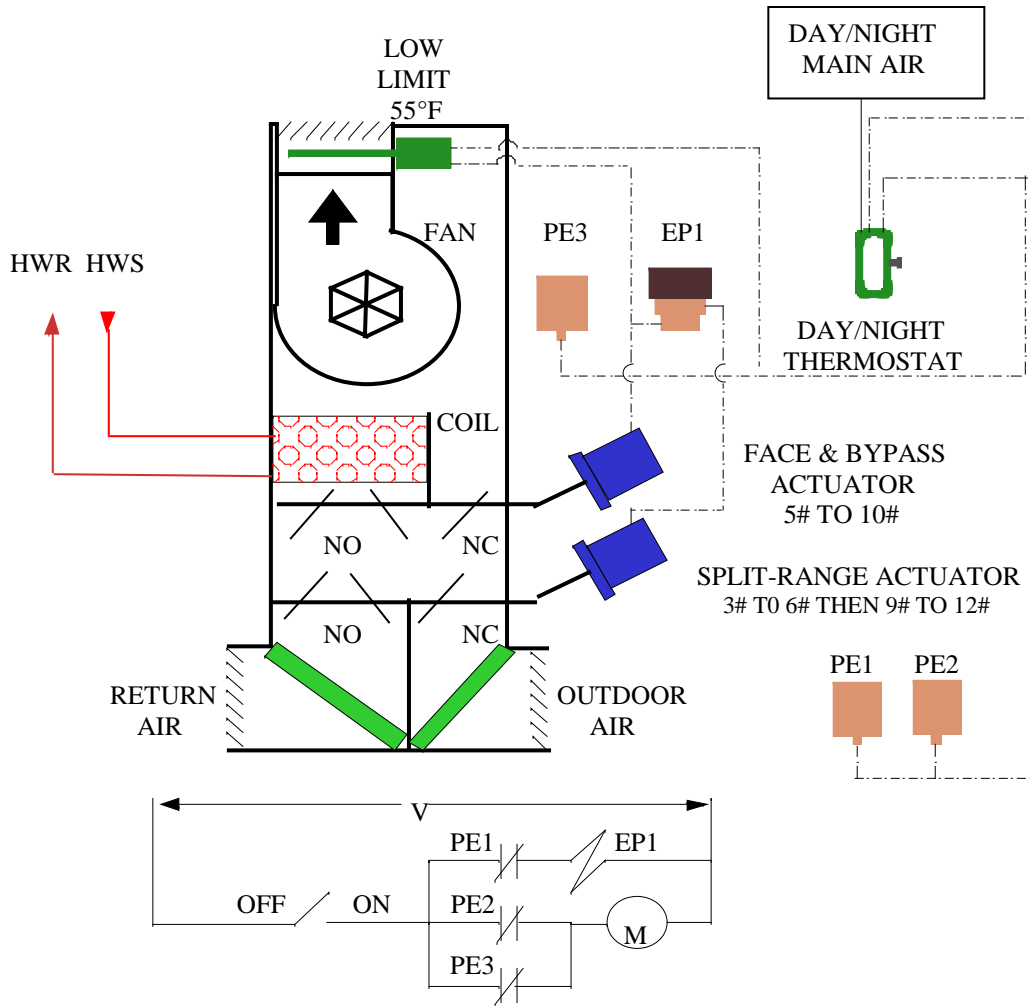 LOW
LIMIT
55°F
DAY/NIGHT
MAIN AIR
FAN
PE3
EP1
HWR
HWS
DAY/NIGHT
THERMOSTAT
COIL
FACE & BYPASS
ACTUATOR
5# TO 10#
NO
NC
SPLIT-RANGE ACTUATOR
3# T0 6# THEN 9# TO 12#
NO
NC
PE1
PE2
RETURN
AIR
OUTDOOR
AIR
V
PE1
EP1
OFF
ON
PE2
M
PE3